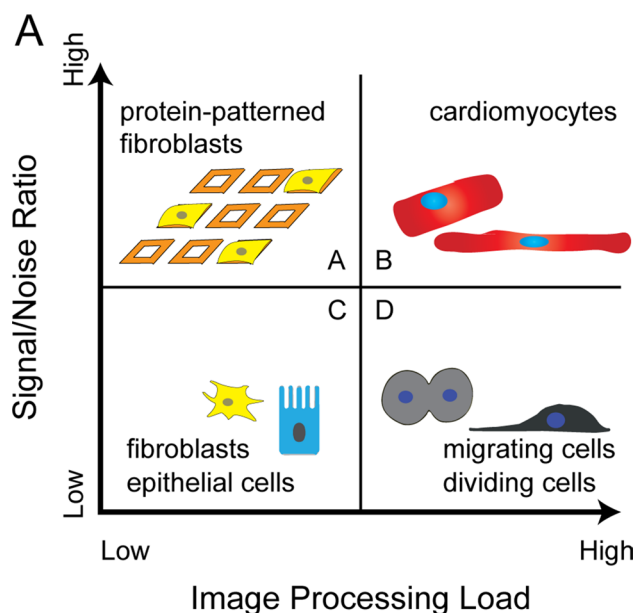 A
High
Signal/Noise Ratio
Low
protein-patterned
fibroblasts
A
cardiomyocytes
B
C
fibroblasts
epithelial cells
D
migrating cells
dividing cells
Low
High
Image Processing Load